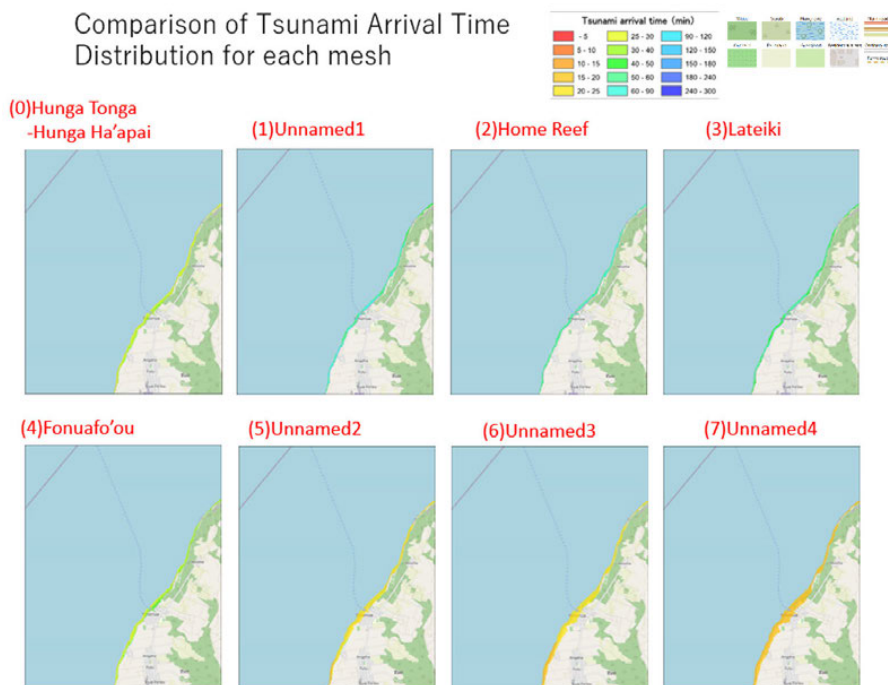 Comparison of Tsunami Arrival Time
Distribution for each mesh
Tsunami arrival time (min)
- 5
25 - 30
90 - 120
5 - 10
30 - 40
120 - 150
10 - 15
40 - 50
150 - 180
15 - 20
50 - 60
180 - 240
20 - 25
60 - 90
240 - 300
(0)Hunga Tonga
-Hunga Ha'apai
(1)Unnamed1
(2)Home Reef
(3)Lateiki
(4)Fonuafo'ou
(5)Unnamed2
(6)Unnamed3
(7)Unnamed4